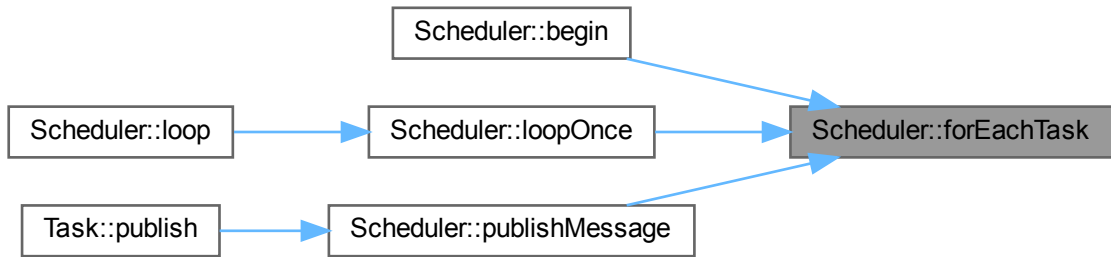 Scheduler::begin
Scheduler::loop
Scheduler::loopOnce
Scheduler::forEachTask
Task::publish
Scheduler::publishMessage